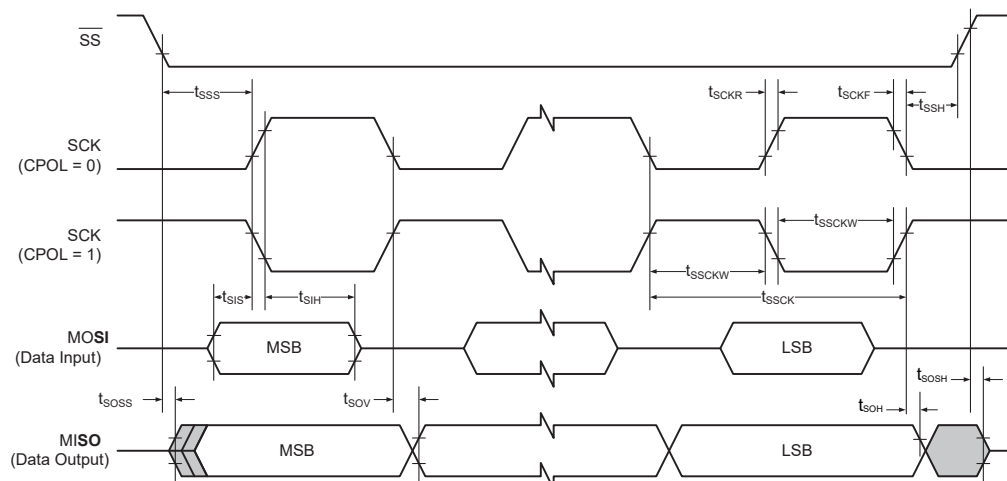 SS
tSSS
tSCKR
tSCKF
tSSH
SCK
(CPOL = 0)
SCK
(CPOL = 1)
tSSCKW
tSSCKW
tSSCK
tSIS
tSIH
MOSI
(Data Input)
MSB
LSB
tSOSS
tSOV
tSOH
tSOSH
MISO
(Data Output)
MSB
LSB